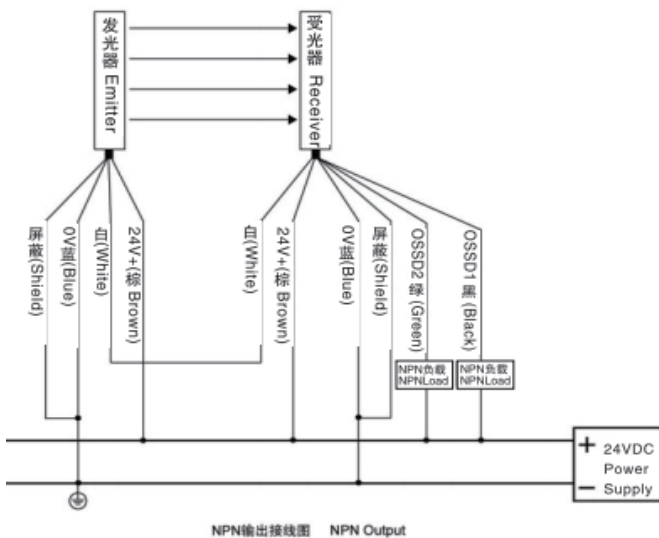 发光器 Emitter
受光器 Receiver
屏蔽(Shield)
0V蓝(Blue)
白(White)
24V+(棕 Brown)
白(White)
24V+(棕 Brown)
0V蓝(Blue)
屏蔽(Shield)
OSSD2 绿 (Green)
OSSD1 黑 (Black)
NPN负载
NPNLoad
NPN负载
NPNLoad
+ 24VDC
Power
− Supply
NPN输出接线图 NPN Output